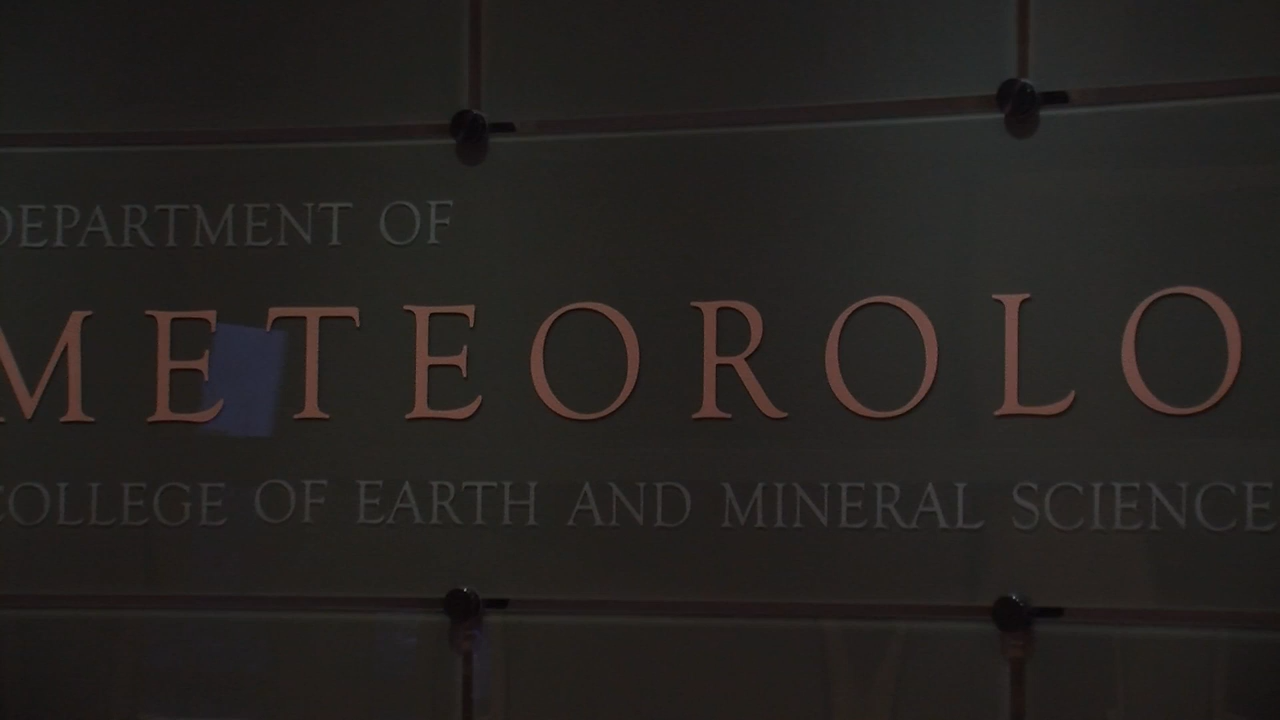 DEPARTMENT OF
METEOROLO
COLLEGE OF EARTH AND MINERAL SCIENCE